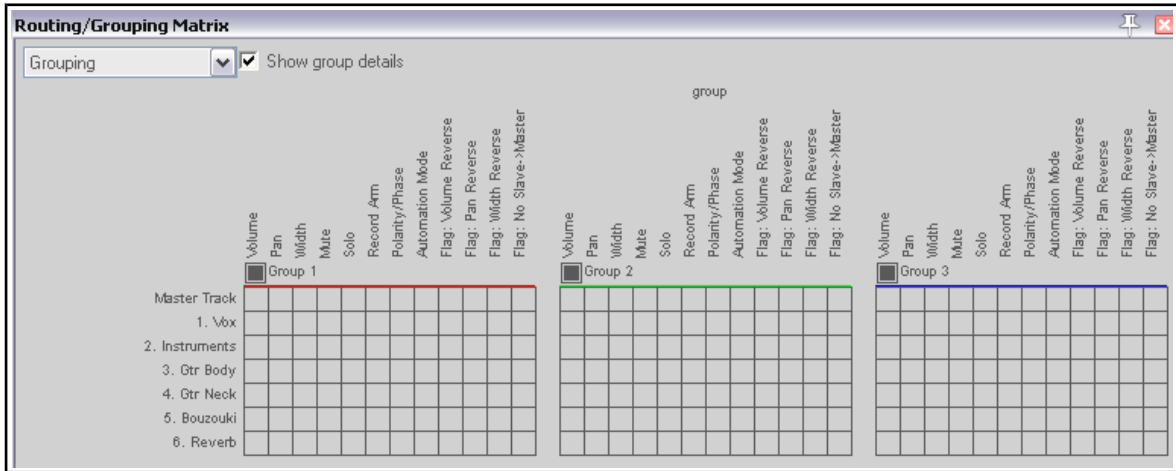 Routing/Grouping Matrix
Grouping
Show group details
group
Volume
Pan
Width
Mute
Solo
Record Arm
Polarity/Phase
Automation Mode
Flag: Volume Reverse
Flag: Pan Reverse
Flag: Width Reverse
Flag: No Slave->Master
Volume
Pan
Width
Mute
Solo
Record Arm
Polarity/Phase
Automation Mode
Flag: Volume Reverse
Flag: Pan Reverse
Flag: Width Reverse
Flag: No Slave->Master
Volume
Pan
Width
Mute
Solo
Record Arm
Polarity/Phase
Automation Mode
Flag: Volume Reverse
Flag: Pan Reverse
Flag: Width Reverse
Flag: No Slave->Master
Group 1
Group 2
Group 3
Master Track
1. Vox
2. Instruments
3. Gtr Body
4. Gtr Neck
5. Bouzouki
6. Reverb